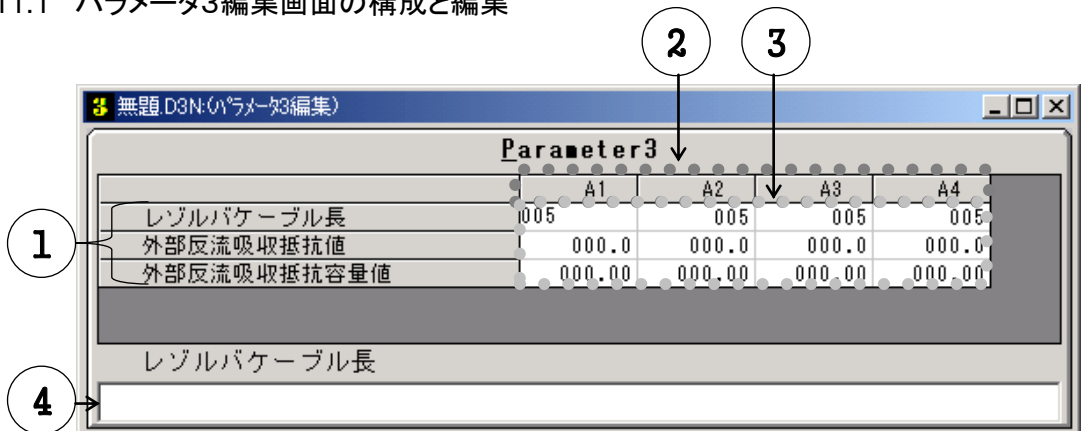 11.1 パラメータ3編集画面の構成と編集
2 3
無題.D3N:(パラメータ3編集)
Parameter3
A1 A2 A3 A4
レゾルバケーブル長 005 005 005 005
外部反流吸収抵抗値 000.0 000.0 000.0 000.0
外部反流吸収抵抗容量値 000.00 000.00 000.00 000.00
1
レゾルバケーブル長
4